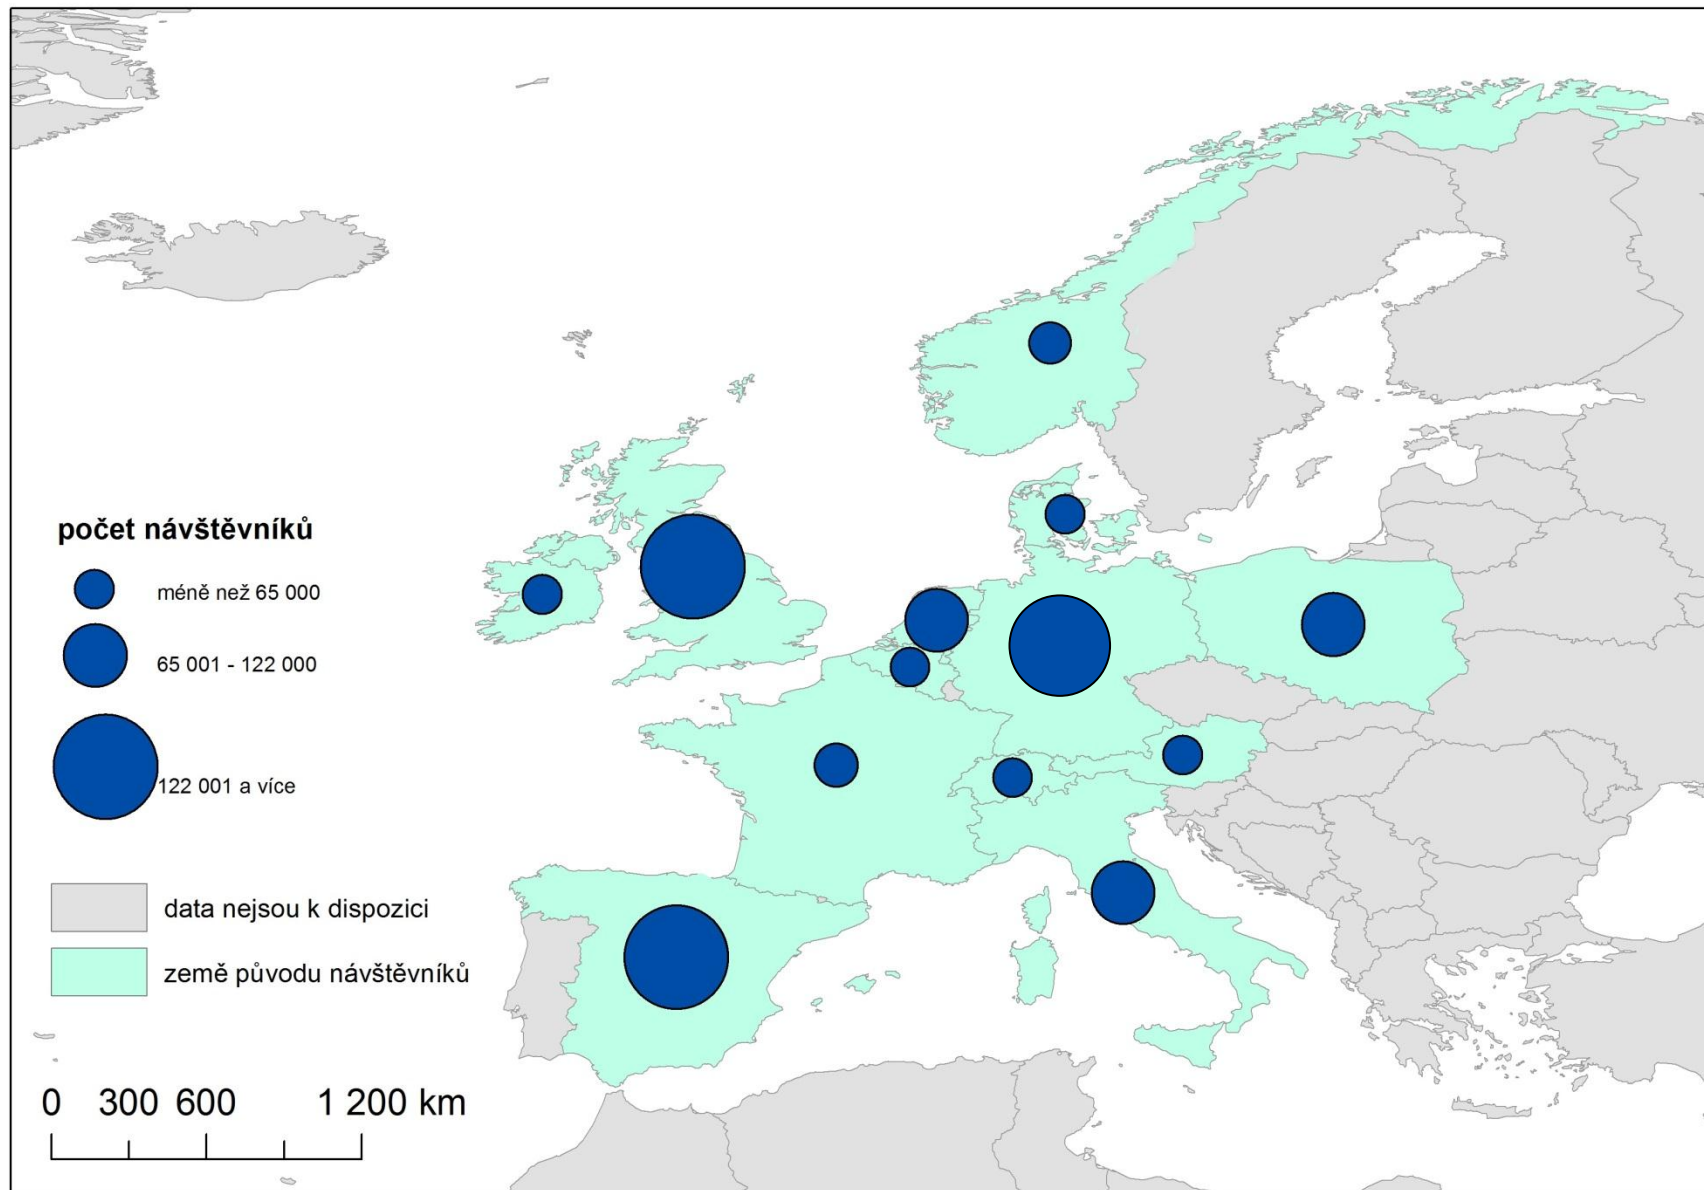 počet návštěvníků
méně než 65 000
65 001 - 122 000
122 001 a více
data nejsou k dispozici
země původu návštěvníků
0 300 600 1 200 km